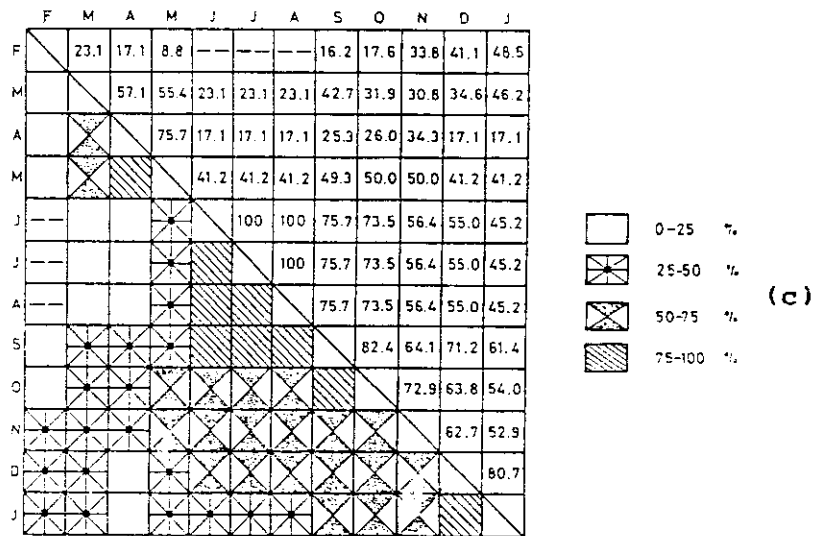 F M A M J J A S O N D J
F 23.1 17.1 8.8 —— —— —— 16.2 17.6 33.8 41.1 48.5
M 57.1 55.4 23.1 23.1 23.1 42.7 31.9 30.8 34.6 46.2
A 75.7 17.1 17.1 17.1 25.3 26.0 34.3 17.1 17.1
M 41.2 41.2 41.2 49.3 50.0 50.0 41.2 41.2
J —— 100 100 75.7 73.5 56.4 55.0 45.2
J —— 100 75.7 73.5 56.4 55.0 45.2
A —— 75.7 73.5 56.4 55.0 45.2
S 82.4 64.1 71.2 61.4
O 72.9 63.8 54.0
N 62.7 52.9
D 80.7
J
0-25 %
25-50 %
50-75 %
75-100 %
(c)